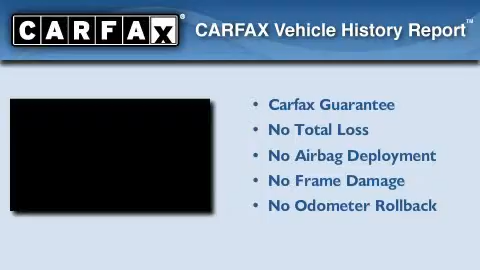 CARFAX® CARFAX Vehicle History Report™
• Carfax Guarantee
• No Total Loss
• No Airbag Deployment
• No Frame Damage
• No Odometer Rollback